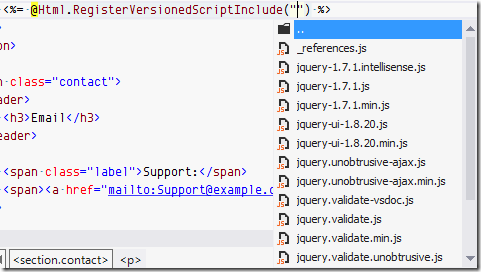 <%= @Html.RegisterVersionedScriptInclude("") %>
>
..
_references.js
jquery-1.7.1.intellisense.js
n class="contact">
jquery-1.7.1.js
eader>
jquery-1.7.1.min.js
<h3>Email</h3>
jquery-ui-1.8.20.js
eader>
jquery-ui-1.8.20.min.js
jquery.unobtrusive-ajax.js
<span class="label">Support:</span>
jquery.unobtrusive-ajax.min.js
<span><a href="mailto:Support@example.c
jquery.validate-vsdoc.js
>
jquery.validate.js
jquery.validate.min.js
<section.contact> <p>
jquery.validate.unobtrusive.js